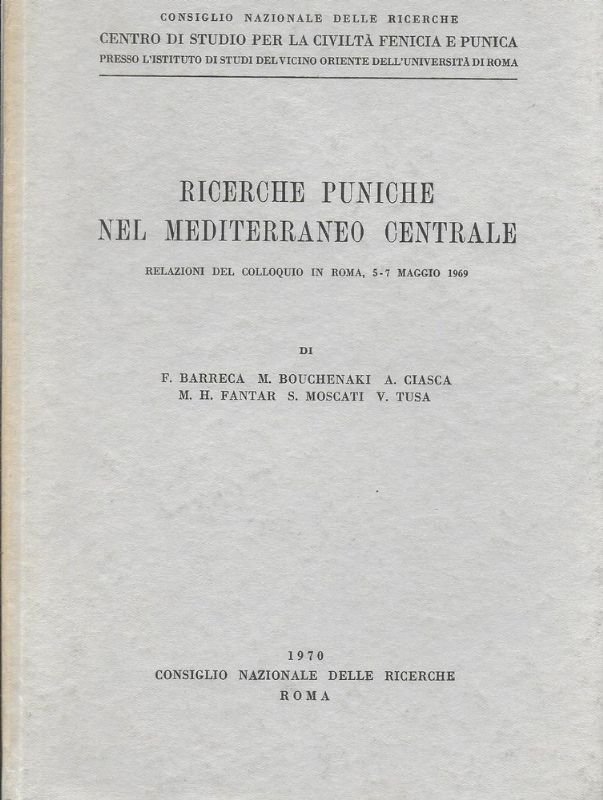 CONSIGLIO NAZIONALE DELLE RICERCHE
CENTRO DI STUDIO PER LA CIVILTÀ FENICIA E PUNICA
PRESSO L'ISTITUTO DI STUDI DEL VICINO ORIENTE DELL'UNIVERSITÀ DI ROMA
RICERCHE PUNICHE
NEL MEDITERRANEO CENTRALE
RELAZIONI DEL COLLOQUIO IN ROMA, 5-7 MAGGIO 1969
DI
F. BARRECA M. BOUCHENAKI A. CIASCA
M. H. FANTAR S. MOSCATI V. TUSA
1970
CONSIGLIO NAZIONALE DELLE RICERCHE
ROMA